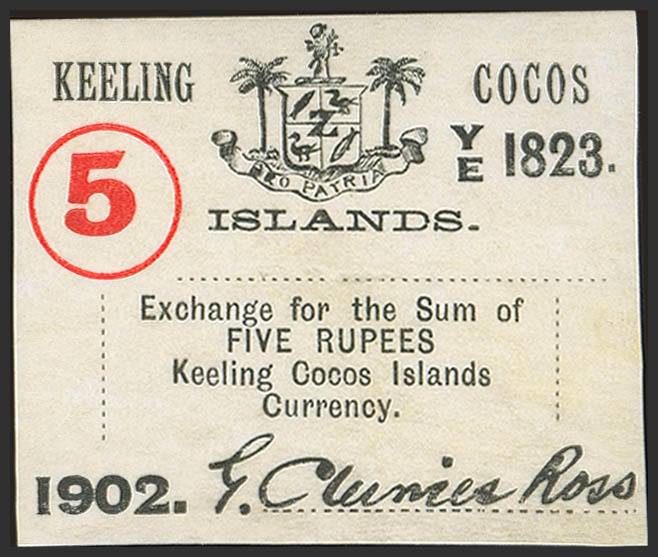 KEELING COCOS
5
Z
PRO PATRIA
YE 1823.
ISLANDS.
Exchange for the Sum of
FIVE RUPEES
Keeling Cocos Islands
Currency.
1902. G. Clunies Ross